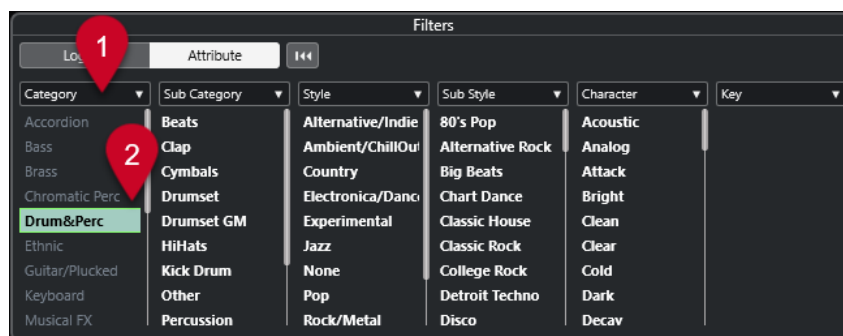 Filters
Attribute
1
Category Sub Category Style Sub Style Character Key
Accordion Beats Alternative/Indie 80's Pop Acoustic
Bass Clap Ambient/ChillOut Alternative Rock Analog
Brass Cymbals Country Big Beats Attack
2
Chromatic Perc Drumset Electronica/Danc Chart Dance Bright
Drum&Perc Drumset GM Experimental Classic House Clean
Ethnic HiHats Jazz Classic Rock Clear
Guitar/Plucked Kick Drum None College Rock Cold
Keyboard Other Pop Detroit Techno Dark
Musical FX Percussion Rock/Metal Disco Decay